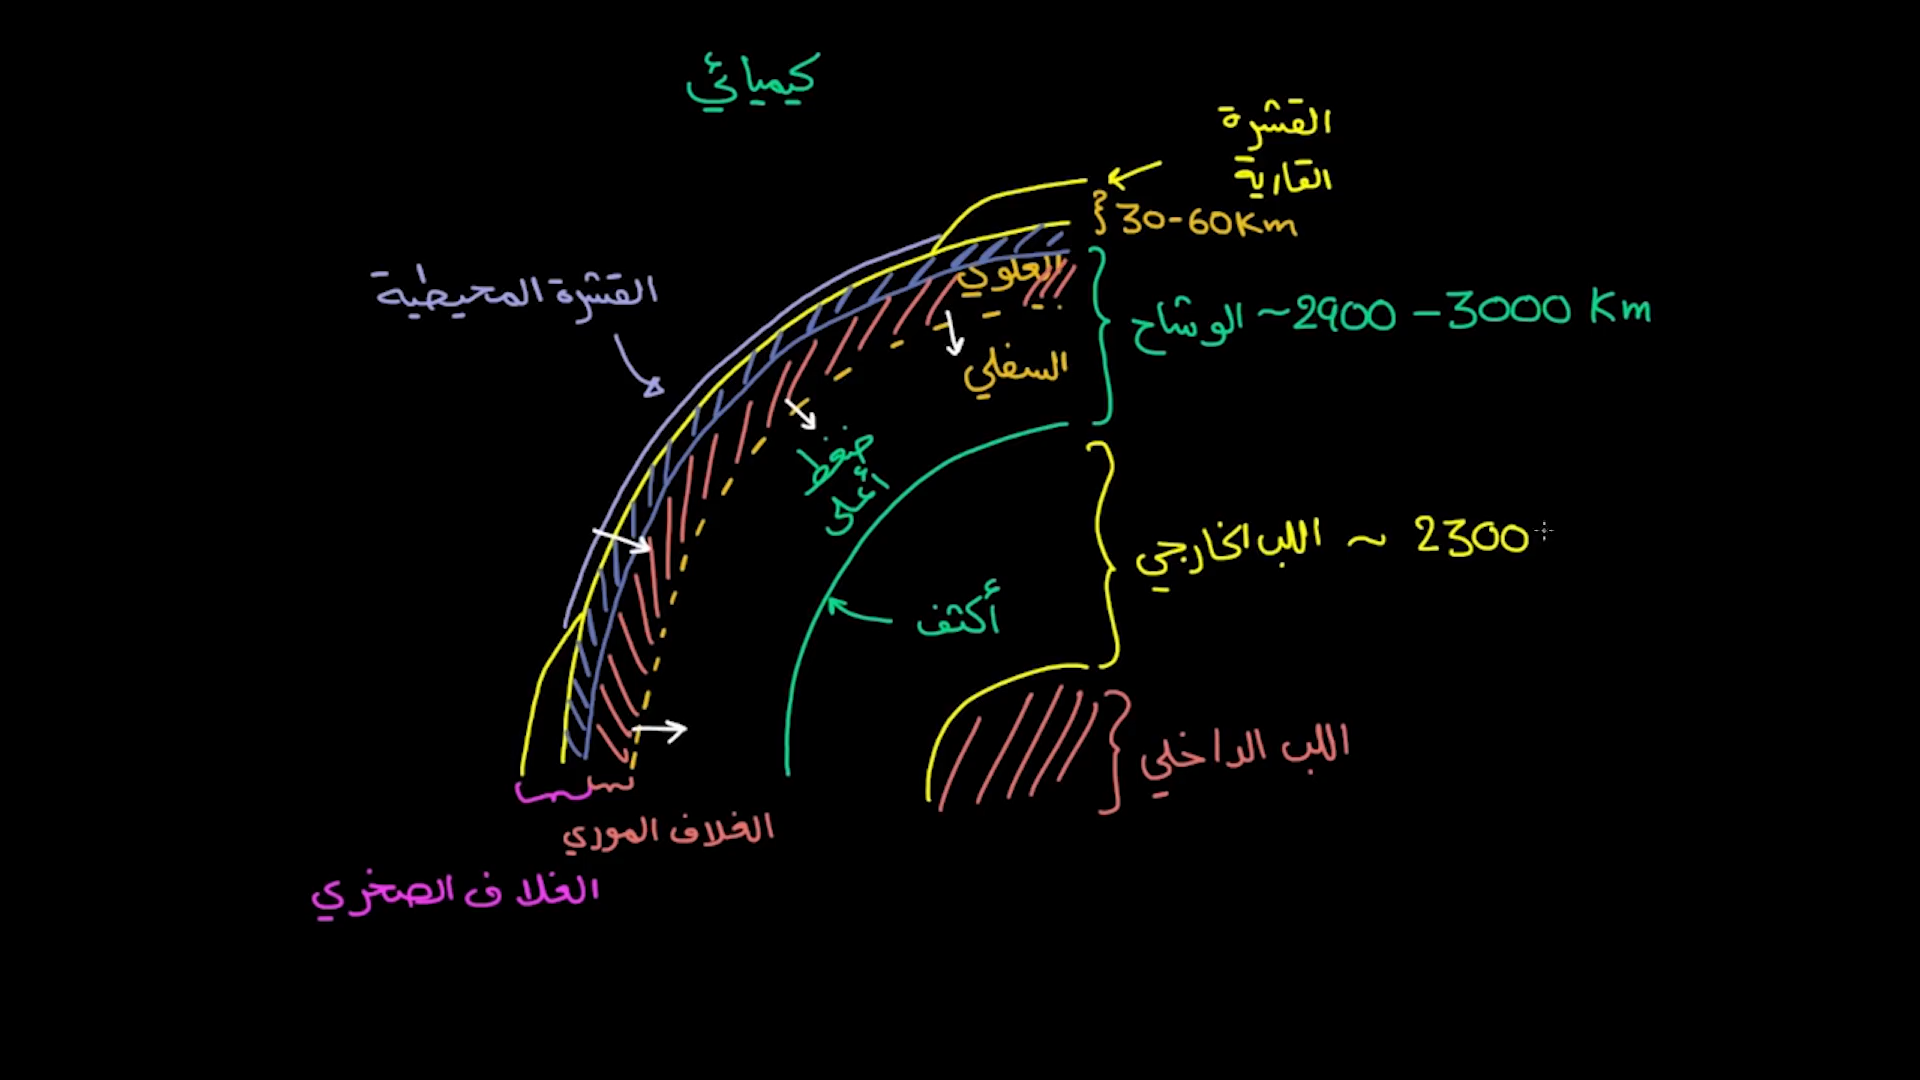 كيميائي
القشرة
القارية
30-60Km
القشرة المحيطية
العلوي
الوشاح ~2900 - 3000 Km
السفلي
ضغط
أعلى
اللب الخارجي ~ 2300
أكثف
اللب الداخلي
الغلاف الموري
الغلاف الصخري